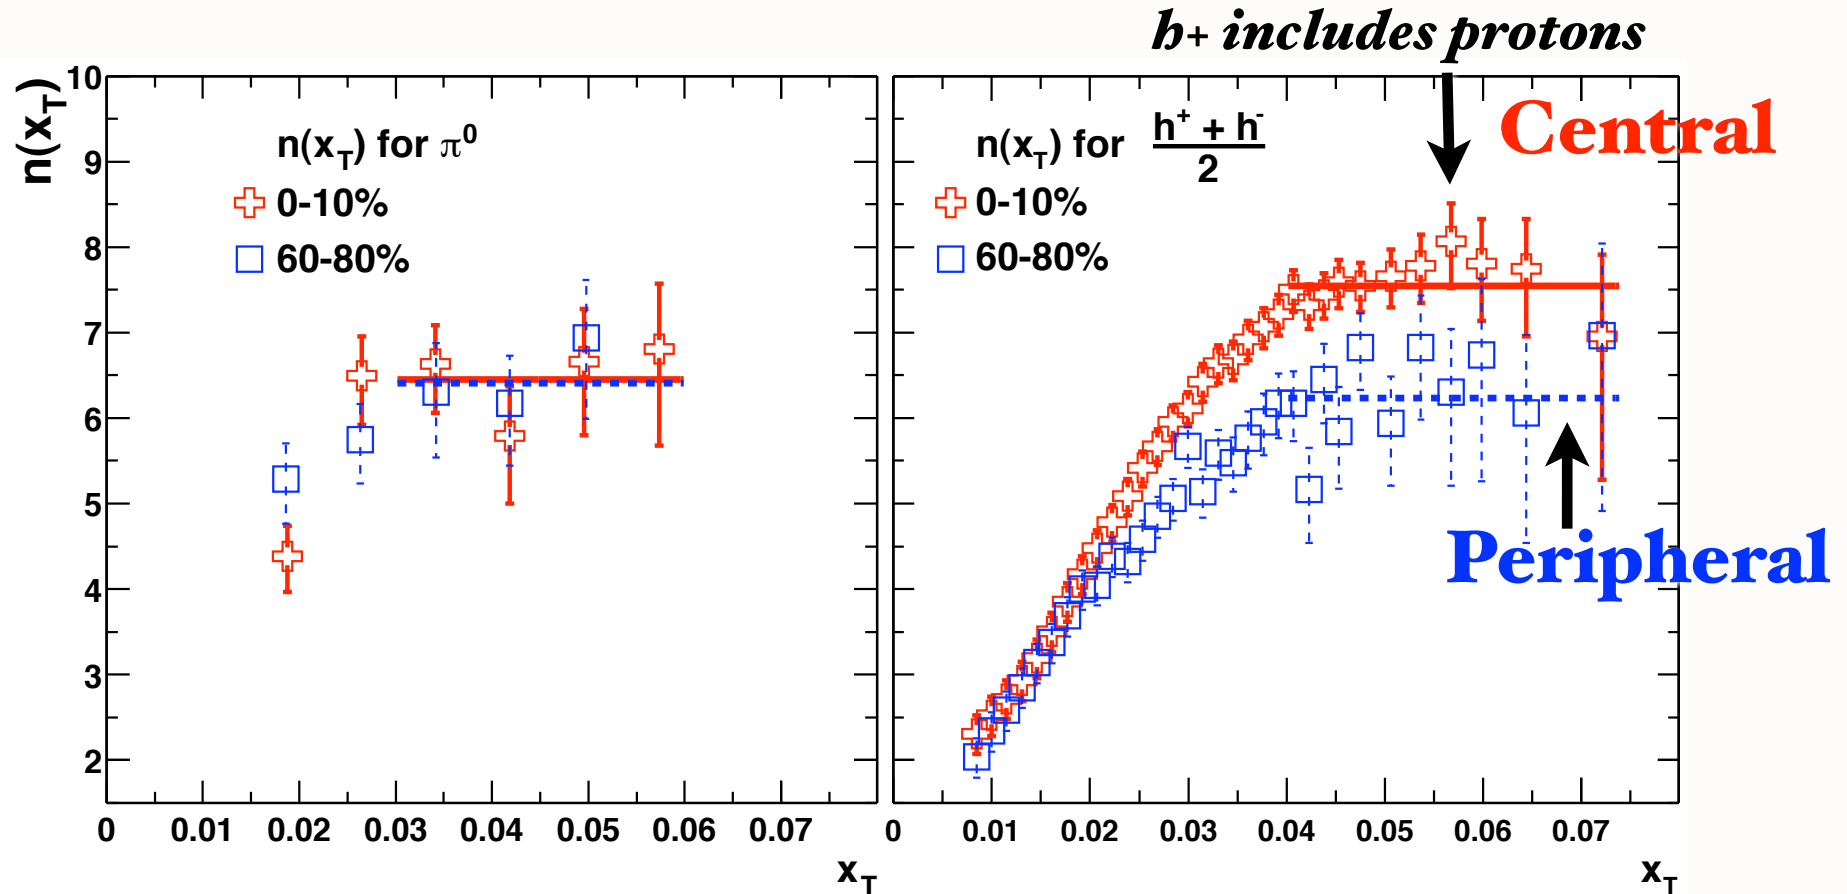 h+ includes protons
n(x_T)
10
9
8
7
6
5
4
3
2
n(x_T) for π⁰
0-10%
60-80%
0 0.01 0.02 0.03 0.04 0.05 0.06 0.07
x_T
n(x_T) for h⁺ + h⁻
2
0-10%
60-80%
Central
Peripheral
0 0.01 0.02 0.03 0.04 0.05 0.06 0.07
x_T